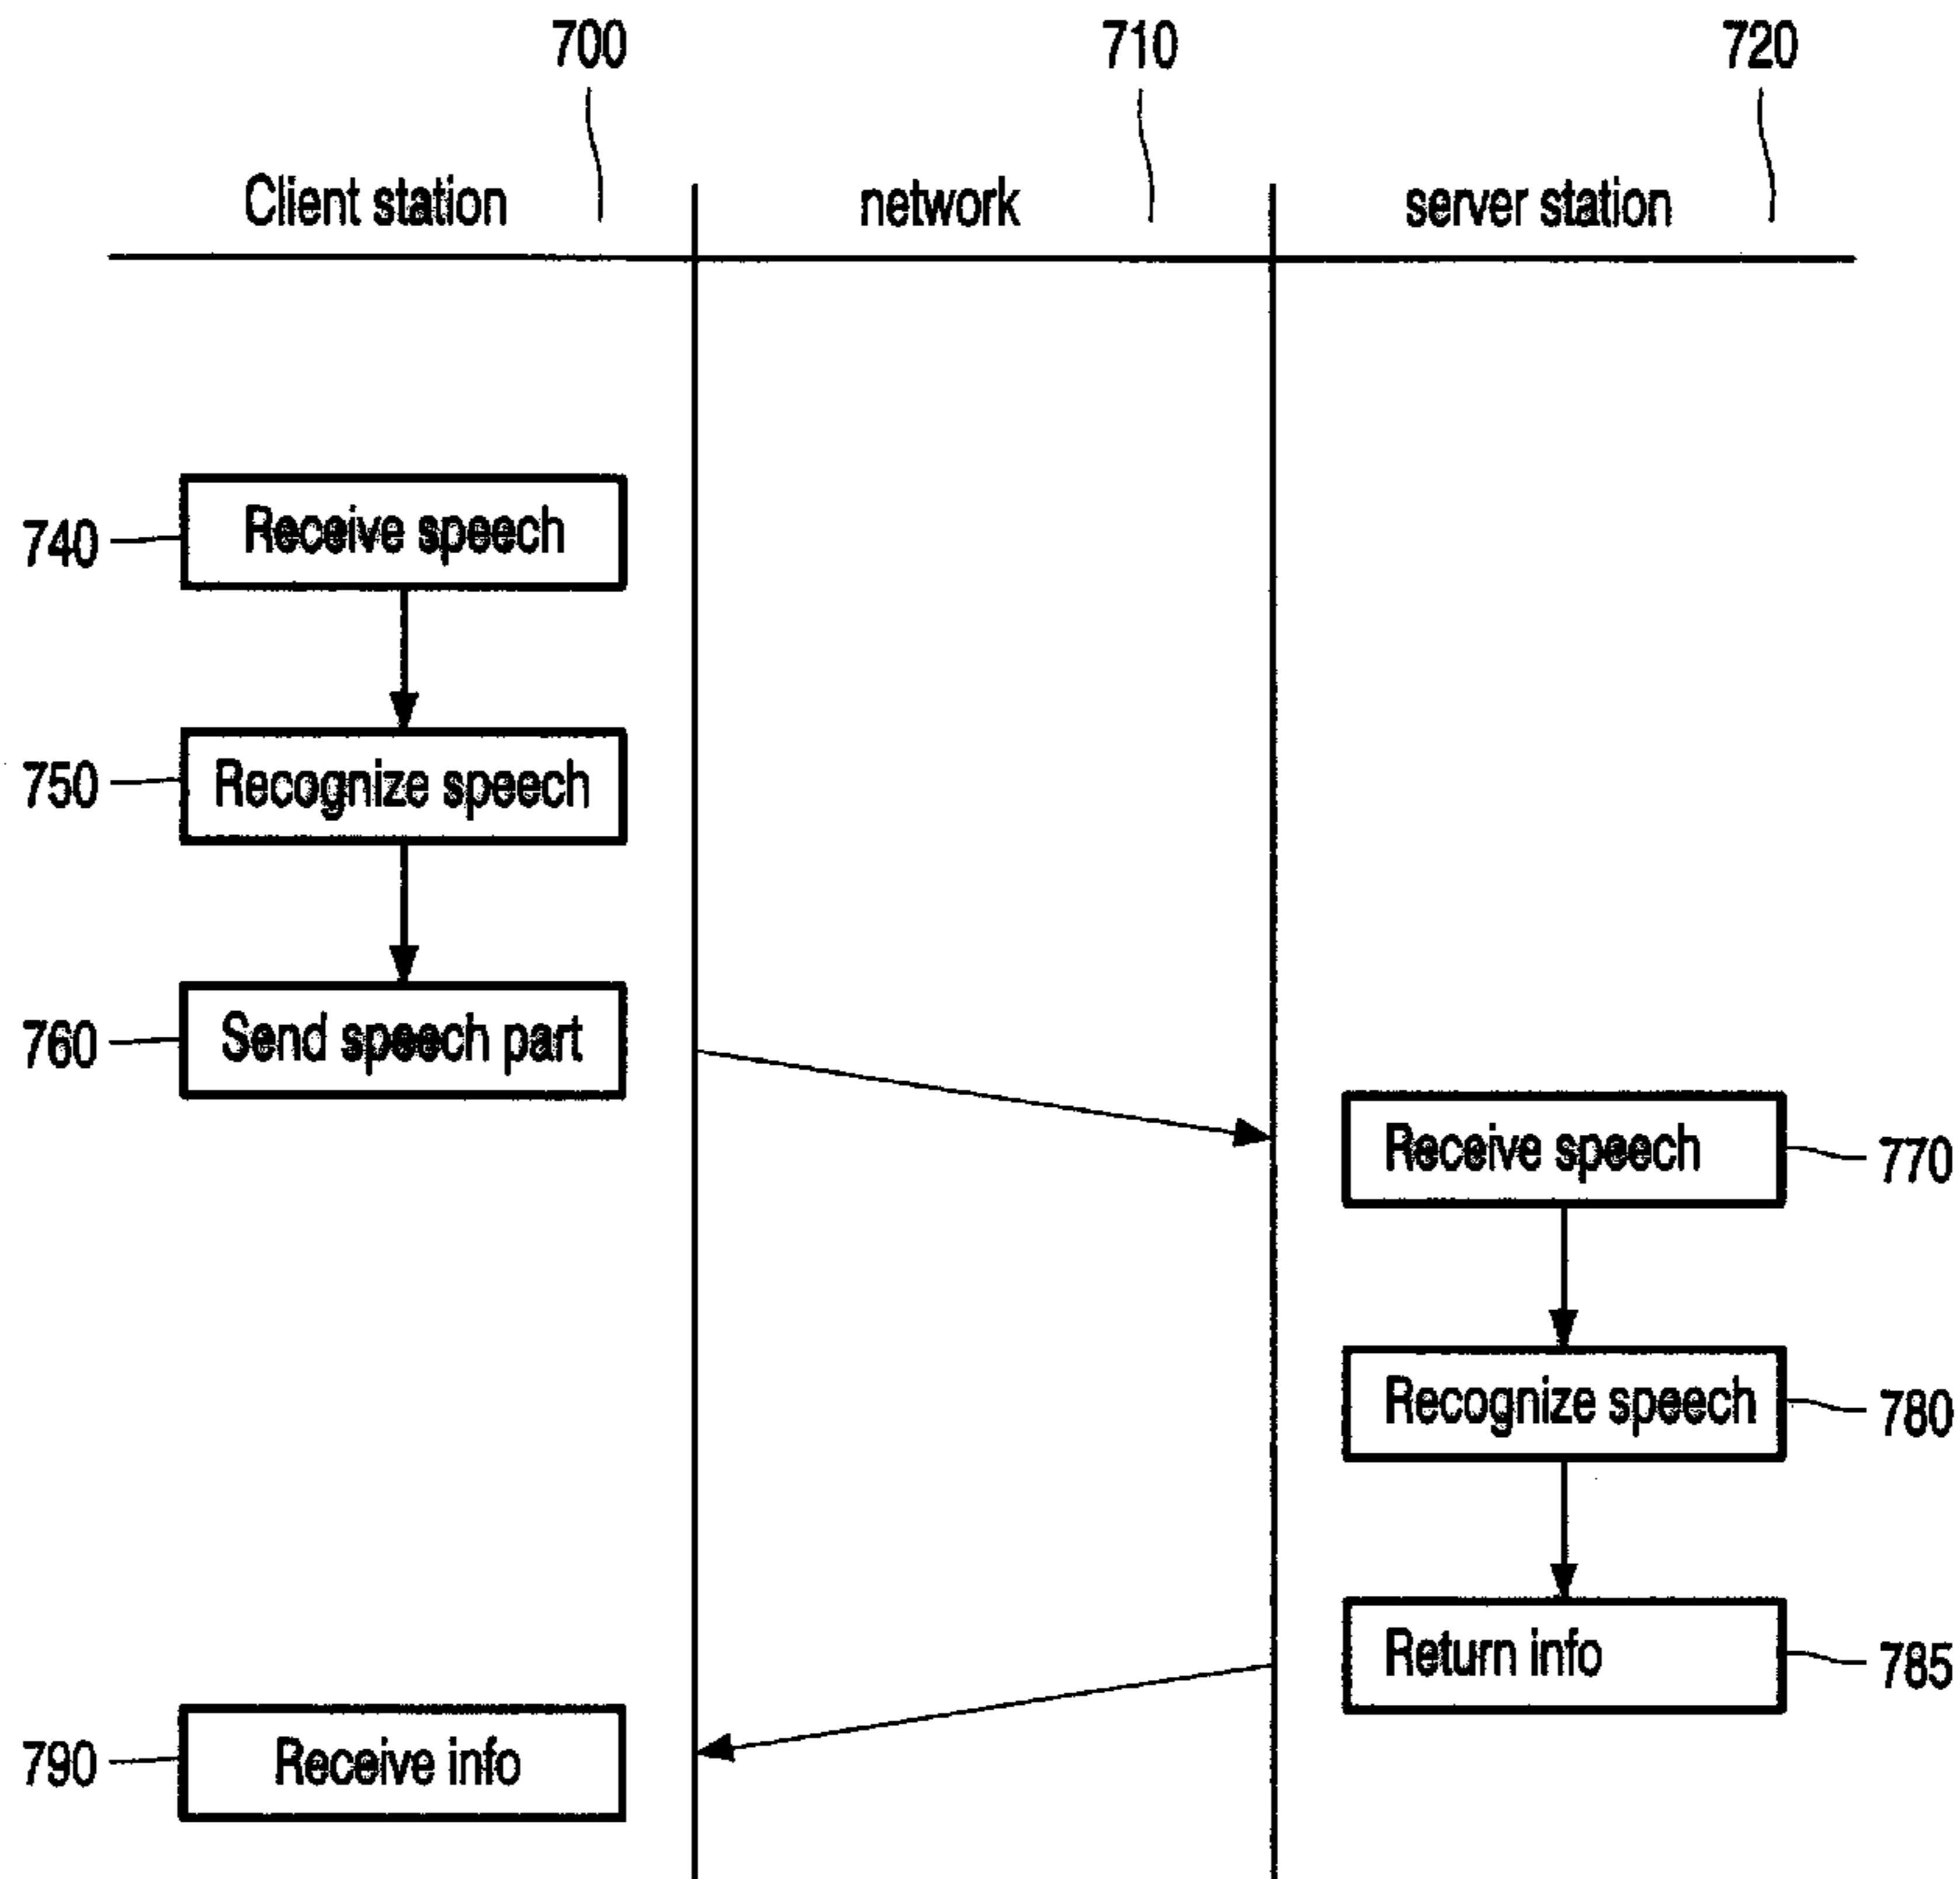 700 710 720
Client station network server station
740 Receive speech
750 Recognize speech
760 Send speech part
Receive speech 770
Recognize speech 780
Return info 785
790 Receive info